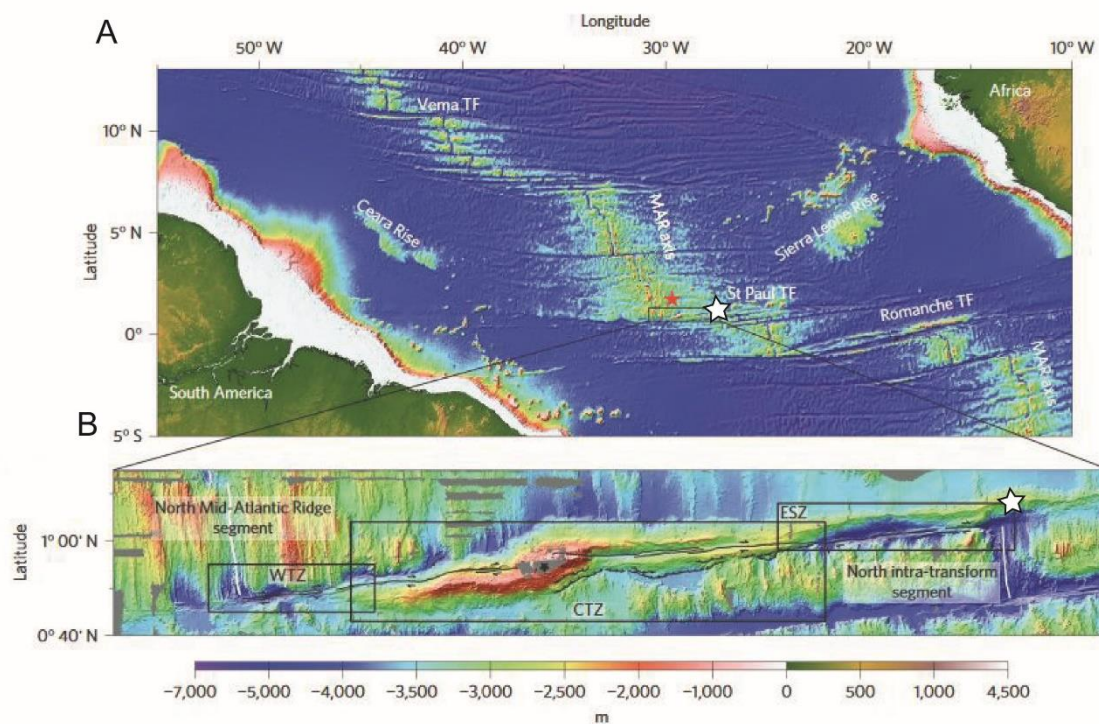 A
Longitude
50° W 40° W 30° W 20° W 10° W
Vema TF
Africa
10° N
Ceara Rise
MAR axis
Sierra Leone Rise
5° N
Latitude
St Paul TF
Romanche TF
0°
South America
MAR axis
B
5° S
North Mid-Atlantic Ridge
segment
ESZ
1° 00' N
Latitude
WTZ
North intra-transform
segment
CTZ
0° 40' N
−7,000 −5,000 −4,000 −3,500 −3,000 −2,500 −2,000 −1,000 0 500 1,000 4,500
m